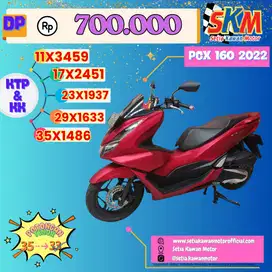 DP
Rp
700.000
SKM
Setia Kawan Motor
PCX 160 2022
11X3459
17X2451
KTP
&
KK
23X1937
29X1633
35X1486
POTONGAN
35 → 33
www.setiakawanmotorofficial.com
Setia Kawan Motor
@setia.kawanmotor